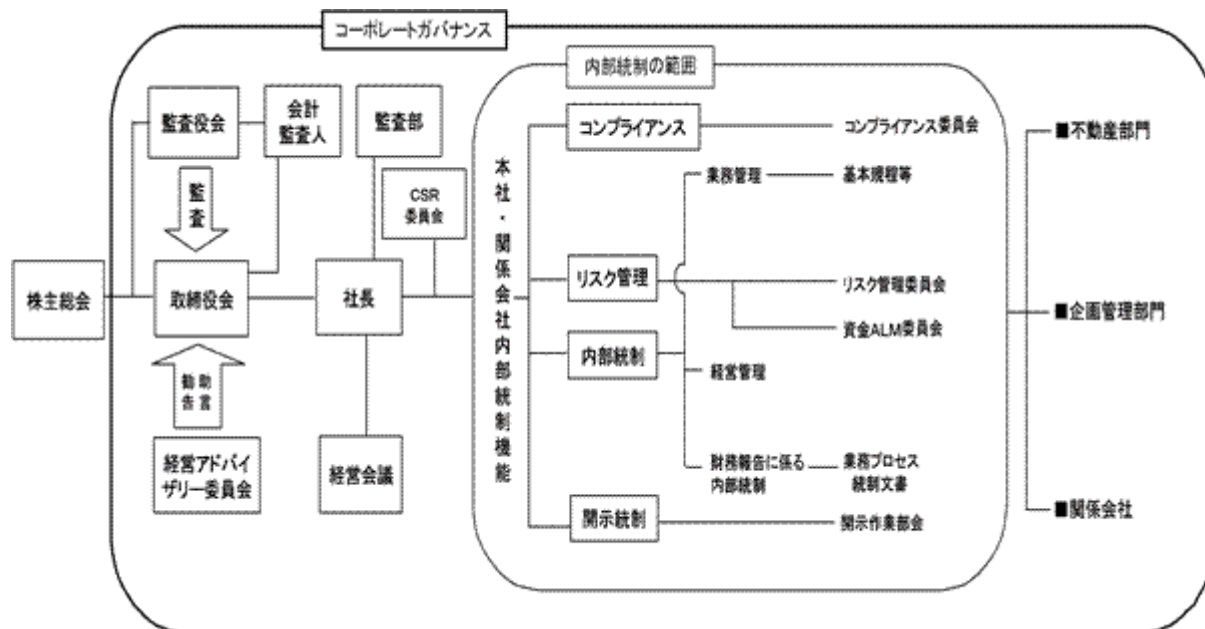 コーポレートガバナンス
内部統制の範囲
監査役会
会計
監査人
監査部
コンプライアンス
コンプライアンス委員会
■不動産部門
監
査
CSR
委員会
本社・関係会社内部統制機能
業務管理
基本規程等
株主総会
取締役会
社長
リスク管理
リスク管理委員会
資金ALM委員会
■企画管理部門
内部統制
経営管理
助言
勧告
経営アドバイ
ザリー委員会
経営会議
財務報告に係る
内部統制
業務プロセス
統制文書
開示統制
開示作業部会
■関係会社